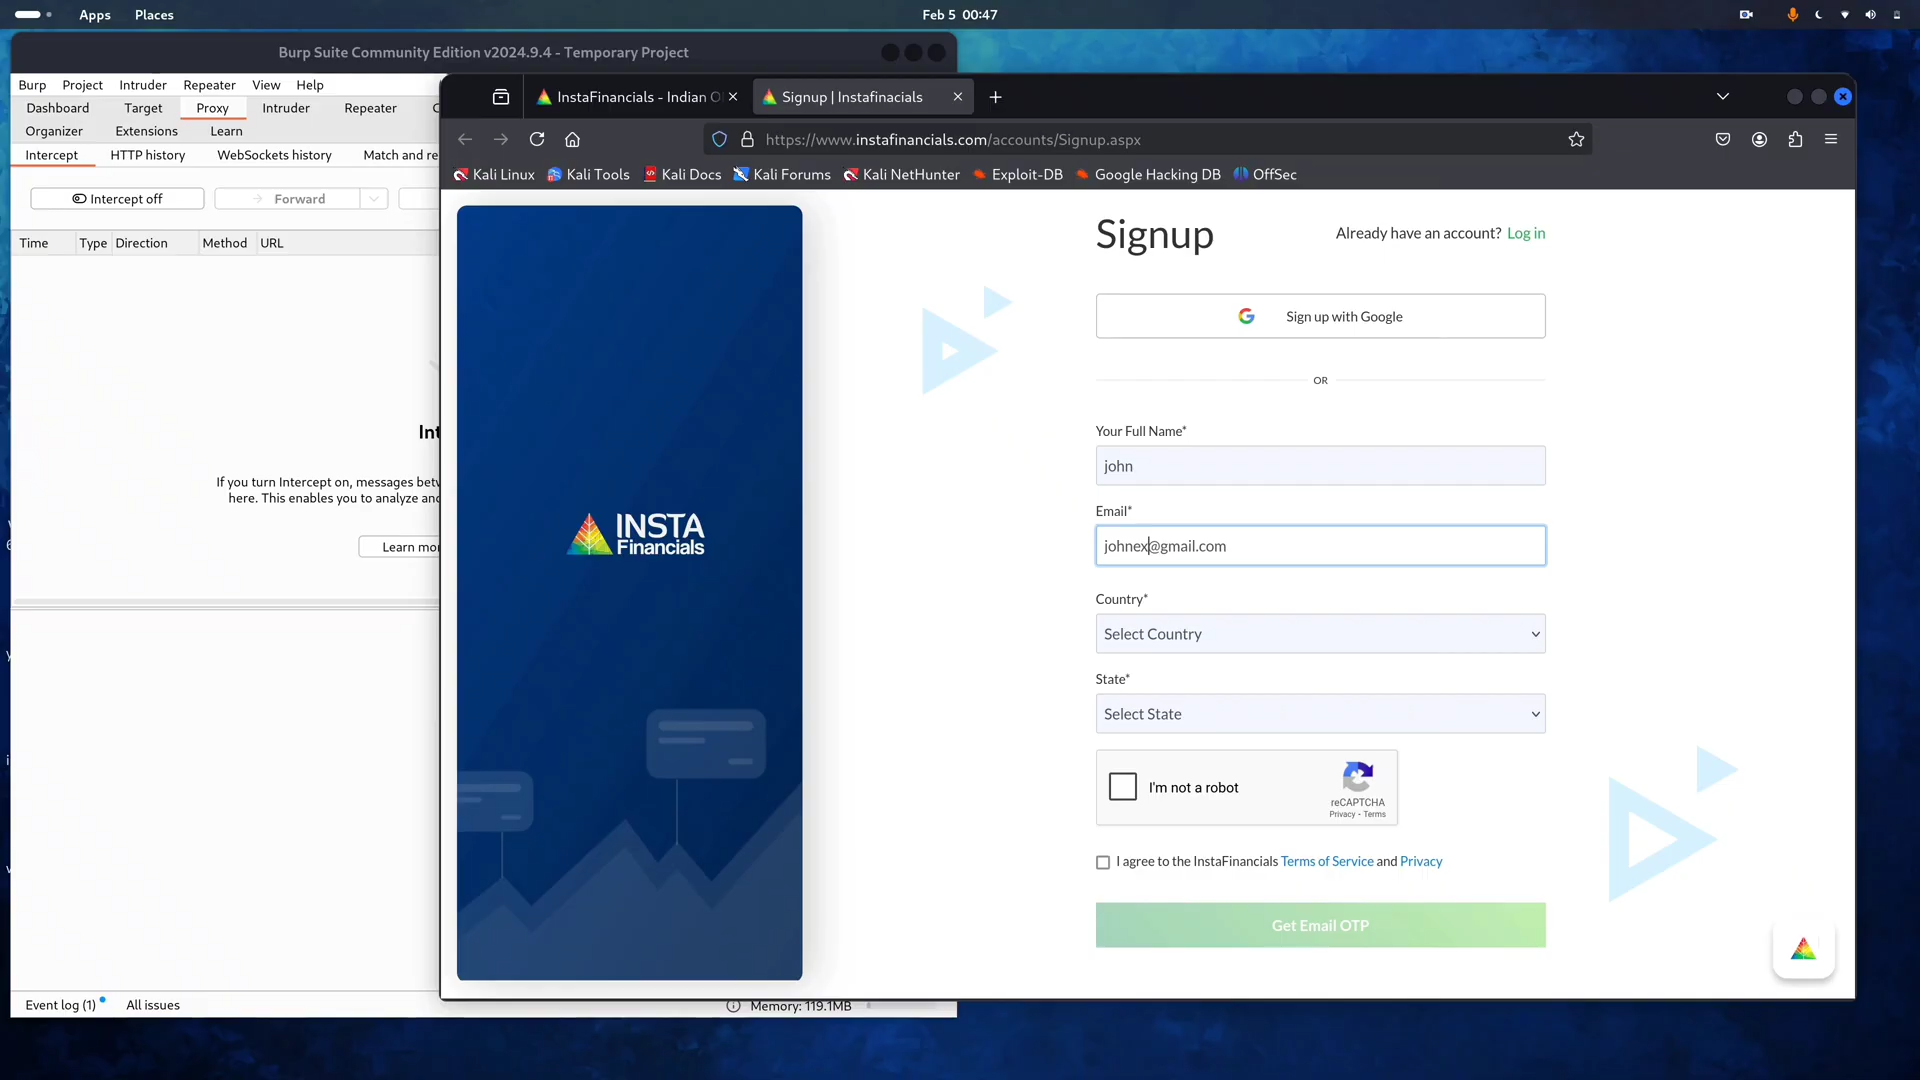 Apps Places Feb 5 00:47
Burp Suite Community Edition v2024.9.4 - Temporary Project
Burp Project Intruder Repeater View Help
Dashboard Target Proxy Intruder Repeater
Organizer Extensions Learn
Intercept HTTP history WebSockets history Match and re
Intercept off Forward
Time Type Direction Method URL
Int
If you turn Intercept on, messages betw
here. This enables you to analyze and
Learn mor
Event log (1) All issues
Memory: 119.1MB
InstaFinancials - Indian O Signup | Instafinacials
https://www.instafinancials.com/accounts/Signup.aspx
Kali Linux Kali Tools Kali Docs Kali Forums Kali NetHunter Exploit-DB Google Hacking DB OffSec
INSTA
Financials
Signup
Already have an account? Log in
Sign up with Google
OR
Your Full Name*
john
Email*
johnex@gmail.com
Country*
Select Country
State*
Select State
I'm not a robot
reCAPTCHA
Privacy - Terms
I agree to the InstaFinancials Terms of Service and Privacy
Get Email OTP